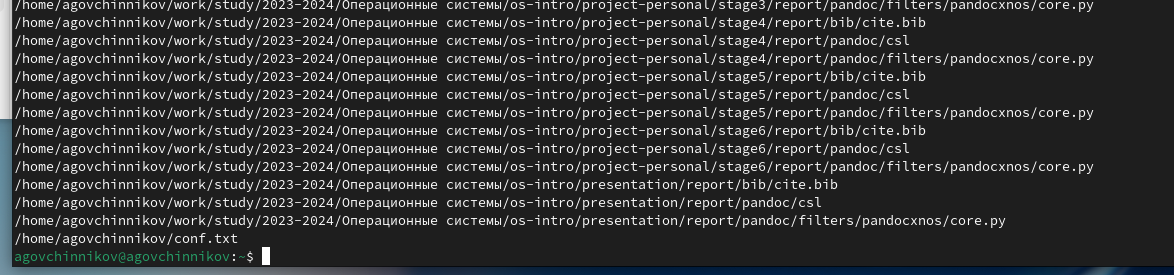 /home/agovchinnikov/work/study/2023-2024/Операционные системы/os-intro/project-personal/stage3/report/pandoc/filters/pandocxnos/core.py
/home/agovchinnikov/work/study/2023-2024/Операционные системы/os-intro/project-personal/stage4/report/bib/cite.bib
/home/agovchinnikov/work/study/2023-2024/Операционные системы/os-intro/project-personal/stage4/report/pandoc/csl
/home/agovchinnikov/work/study/2023-2024/Операционные системы/os-intro/project-personal/stage4/report/pandoc/filters/pandocxnos/core.py
/home/agovchinnikov/work/study/2023-2024/Операционные системы/os-intro/project-personal/stage5/report/bib/cite.bib
/home/agovchinnikov/work/study/2023-2024/Операционные системы/os-intro/project-personal/stage5/report/pandoc/csl
/home/agovchinnikov/work/study/2023-2024/Операционные системы/os-intro/project-personal/stage5/report/pandoc/filters/pandocxnos/core.py
/home/agovchinnikov/work/study/2023-2024/Операционные системы/os-intro/project-personal/stage6/report/bib/cite.bib
/home/agovchinnikov/work/study/2023-2024/Операционные системы/os-intro/project-personal/stage6/report/pandoc/csl
/home/agovchinnikov/work/study/2023-2024/Операционные системы/os-intro/project-personal/stage6/report/pandoc/filters/pandocxnos/core.py
/home/agovchinnikov/work/study/2023-2024/Операционные системы/os-intro/presentation/report/bib/cite.bib
/home/agovchinnikov/work/study/2023-2024/Операционные системы/os-intro/presentation/report/pandoc/csl
/home/agovchinnikov/work/study/2023-2024/Операционные системы/os-intro/presentation/report/pandoc/filters/pandocxnos/core.py
/home/agovchinnikov/conf.txt
agovchinnikov@agovchinnikov:~$